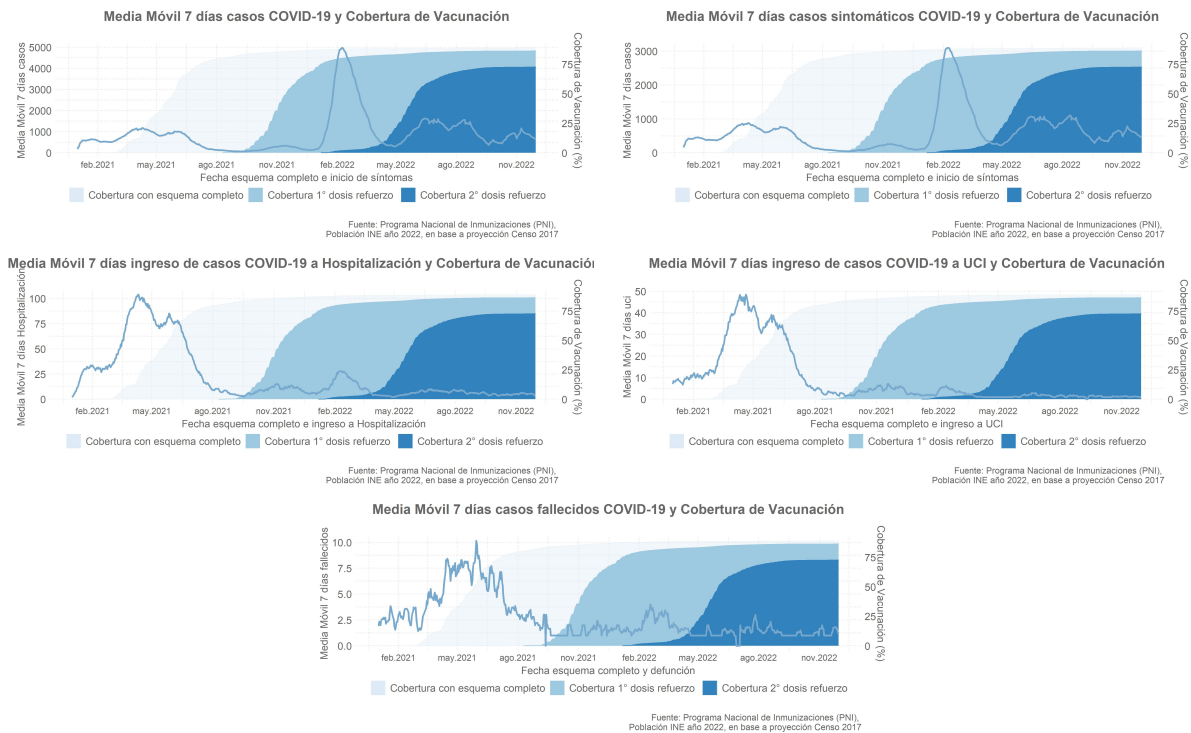 Media Móvil 7 días casos COVID-19 y Cobertura de Vacunación
Media Móvil 7 días casos
5000
4000
3000
2000
1000
0
Cobertura de Vacunación (%)
75
50
25
0
feb.2021 may.2021 ago.2021 nov.2021 feb.2022 may.2022 ago.2022 nov.2022
Fecha esquema completo e inicio de síntomas
Cobertura con esquema completo Cobertura 1° dosis refuerzo Cobertura 2° dosis refuerzo
Fuente: Programa Nacional de Inmunizaciones (PNI),
Población INE año 2022, en base a proyección Censo 2017
Media Móvil 7 días casos sintomáticos COVID-19 y Cobertura de Vacunación
Media Móvil 7 días casos
3000
2000
1000
0
Cobertura de Vacunación (%)
75
50
25
0
feb.2021 may.2021 ago.2021 nov.2021 feb.2022 may.2022 ago.2022 nov.2022
Fecha esquema completo e inicio de síntomas
Cobertura con esquema completo Cobertura 1° dosis refuerzo Cobertura 2° dosis refuerzo
Fuente: Programa Nacional de Inmunizaciones (PNI),
Población INE año 2022, en base a proyección Censo 2017
Media Móvil 7 días ingreso de casos COVID-19 a Hospitalización y Cobertura de Vacunación
Media Móvil 7 días Hospitalización
100
75
50
25
0
Cobertura de Vacunación (%)
75
50
25
0
feb.2021 may.2021 ago.2021 nov.2021 feb.2022 may.2022 ago.2022 nov.2022
Fecha esquema completo e ingreso a Hospitalización
Cobertura con esquema completo Cobertura 1° dosis refuerzo Cobertura 2° dosis refuerzo
Fuente: Programa Nacional de Inmunizaciones (PNI),
Población INE año 2022, en base a proyección Censo 2017
Media Móvil 7 días ingreso de casos COVID-19 a UCI y Cobertura de Vacunación
Media Móvil 7 días uci
50
40
30
20
10
0
Cobertura de Vacunación (%)
75
50
25
0
feb.2021 may.2021 ago.2021 nov.2021 feb.2022 may.2022 ago.2022 nov.2022
Fecha esquema completo e ingreso a UCI
Cobertura con esquema completo Cobertura 1° dosis refuerzo Cobertura 2° dosis refuerzo
Fuente: Programa Nacional de Inmunizaciones (PNI),
Población INE año 2022, en base a proyección Censo 2017
Media Móvil 7 días casos fallecidos COVID-19 y Cobertura de Vacunación
Media Móvil 7 días fallecidos
10.0
7.5
5.0
2.5
0.0
Cobertura de Vacunación (%)
75
50
25
0
feb.2021 may.2021 ago.2021 nov.2021 feb.2022 may.2022 ago.2022 nov.2022
Fecha esquema completo y defunción
Cobertura con esquema completo Cobertura 1° dosis refuerzo Cobertura 2° dosis refuerzo
Fuente: Programa Nacional de Inmunizaciones (PNI),
Población INE año 2022, en base a proyección Censo 2017